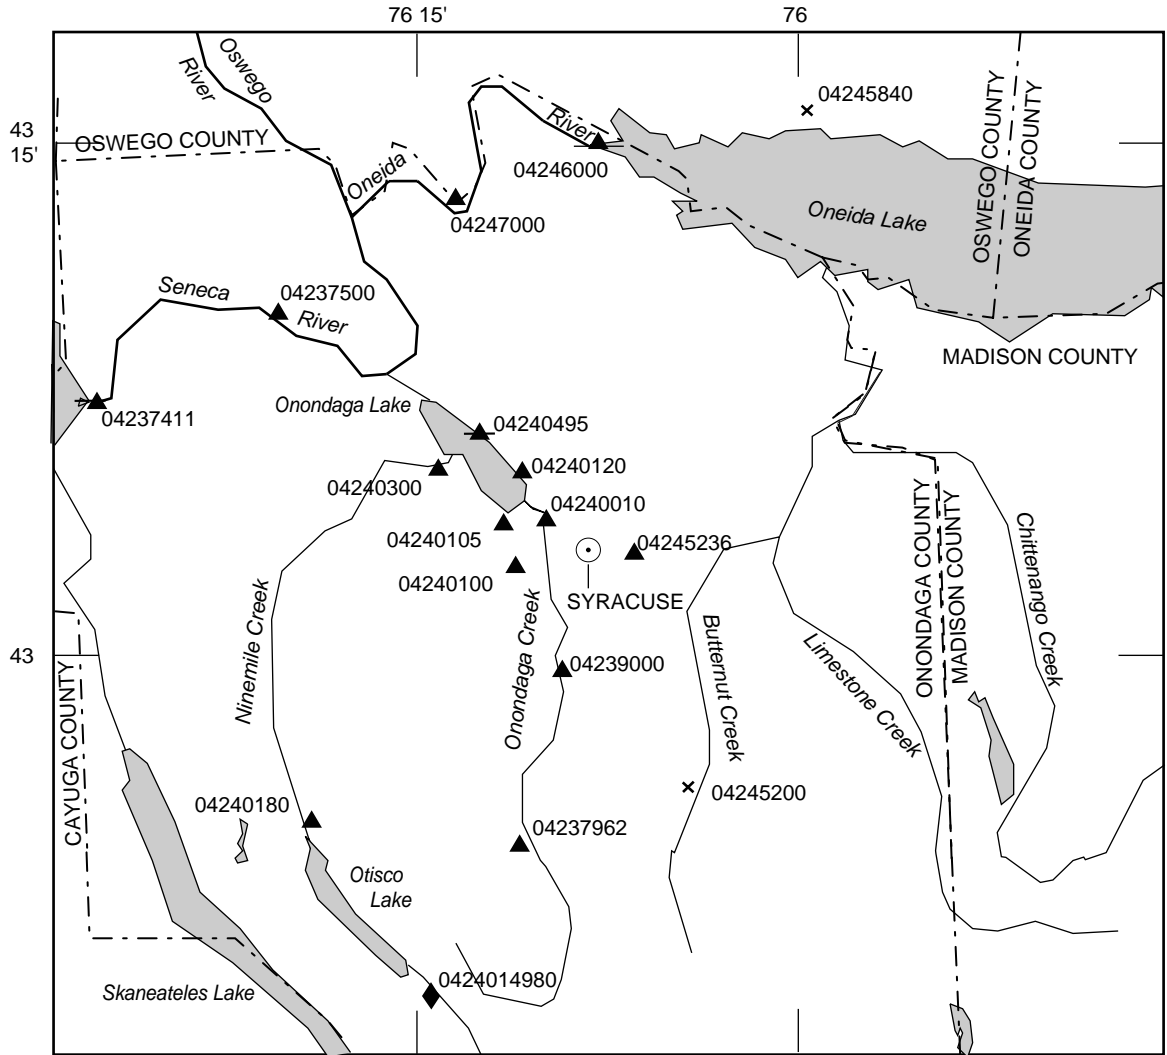 76 15'
76
Oswego
River
04245840
43
15'
OSWEGO COUNTY
River
OSWEGO COUNTY
ONEIDA COUNTY
Oneida
04246000
Oneida Lake
04247000
Seneca
04237500
River
MADISON COUNTY
Onondaga Lake
04237411
04240495
04240120
04240300
04240010
04240105
04245236
04240100
SYRACUSE
ONONDAGA COUNTY
MADISON COUNTY
Chittenango Creek
Ninemile Creek
Onondaga Creek
Butternut Creek
Limestone Creek
43
04239000
CAYUGA COUNTY
04245200
04240180
04237962
Otisco
Lake
0424014980
Skaneateles Lake